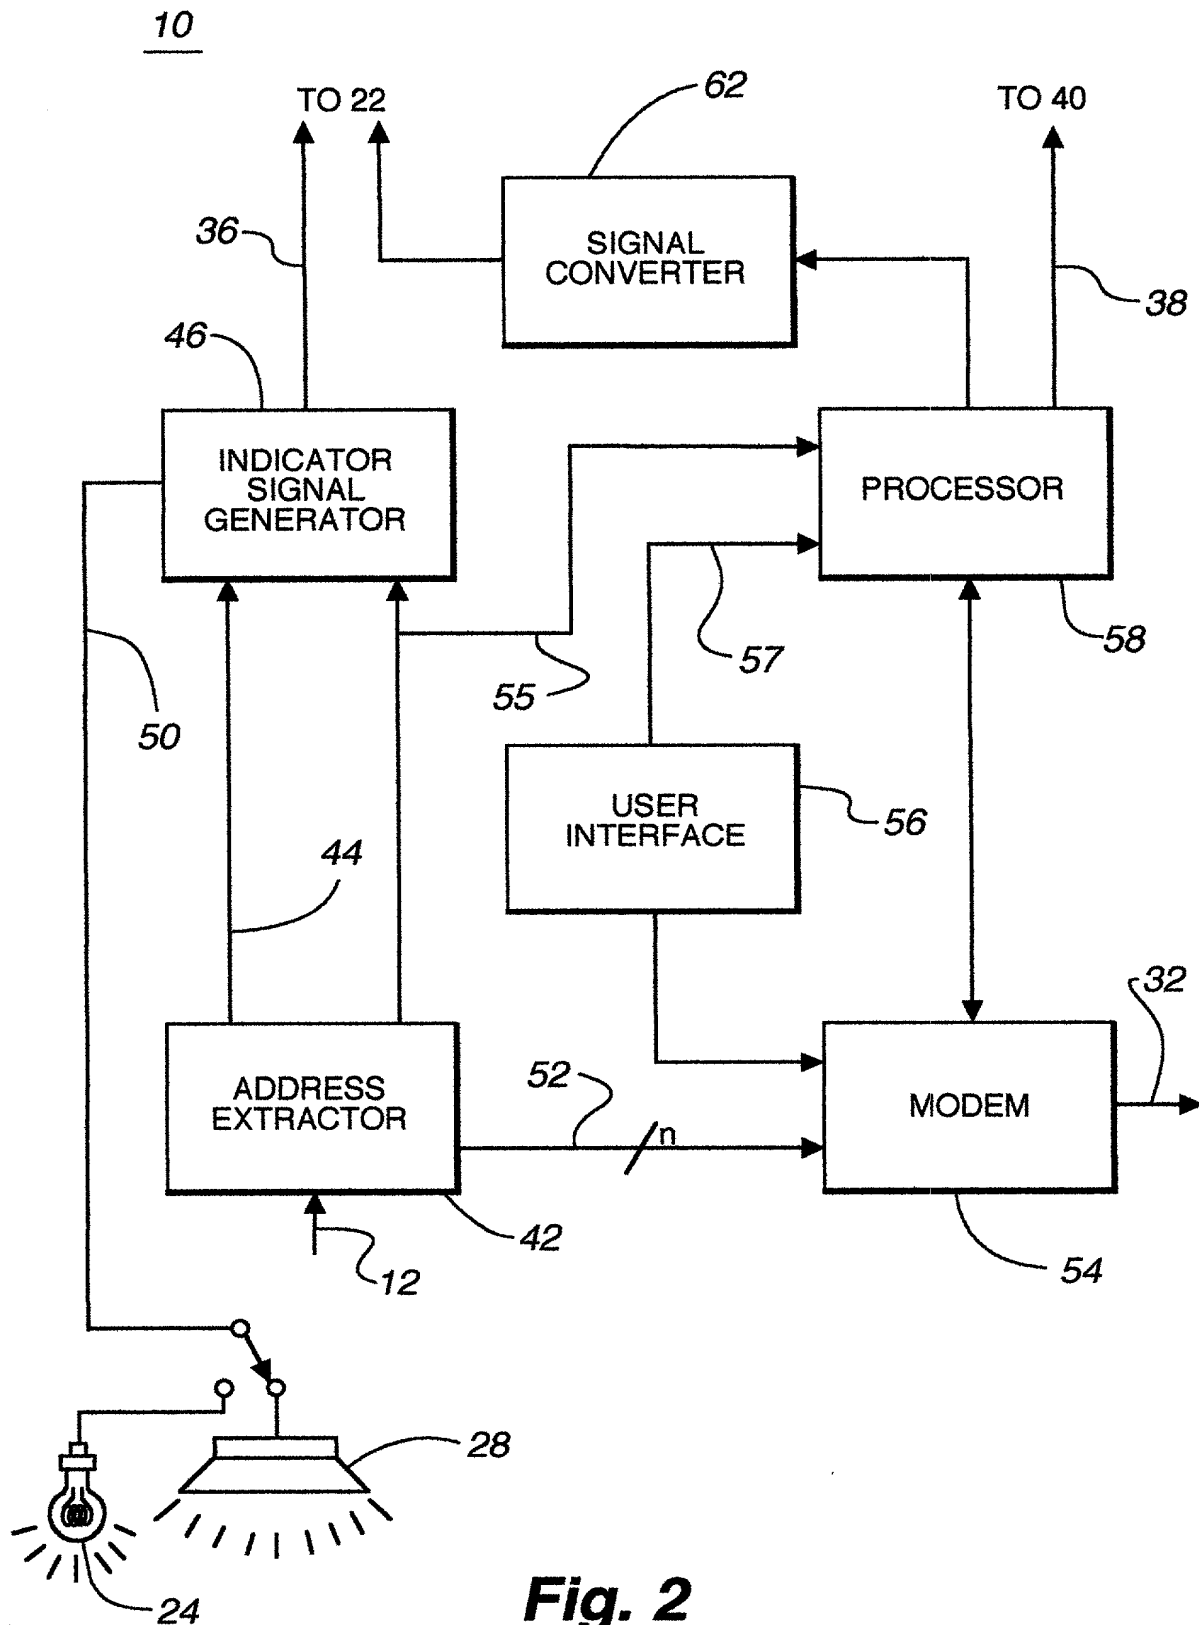 10
TO 22
62
TO 40
36
SIGNAL
CONVERTER
38
46
INDICATOR
SIGNAL
GENERATOR
PROCESSOR
57
58
55
50
USER
INTERFACE
56
44
32
ADDRESS
EXTRACTOR
52
n
MODEM
42
12
54
28
24
Fig. 2